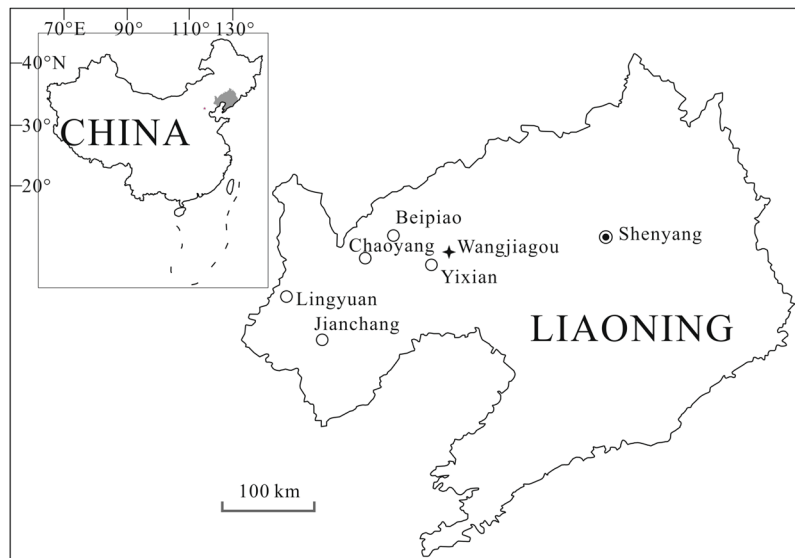 70°E 90° 110° 130°
40°N
30°
20°
CHINA
Beipiao
Chaoyang
Wangjiagou
Shenyang
Yixian
Lingyuan
Jianchang
LIAONING
100 km